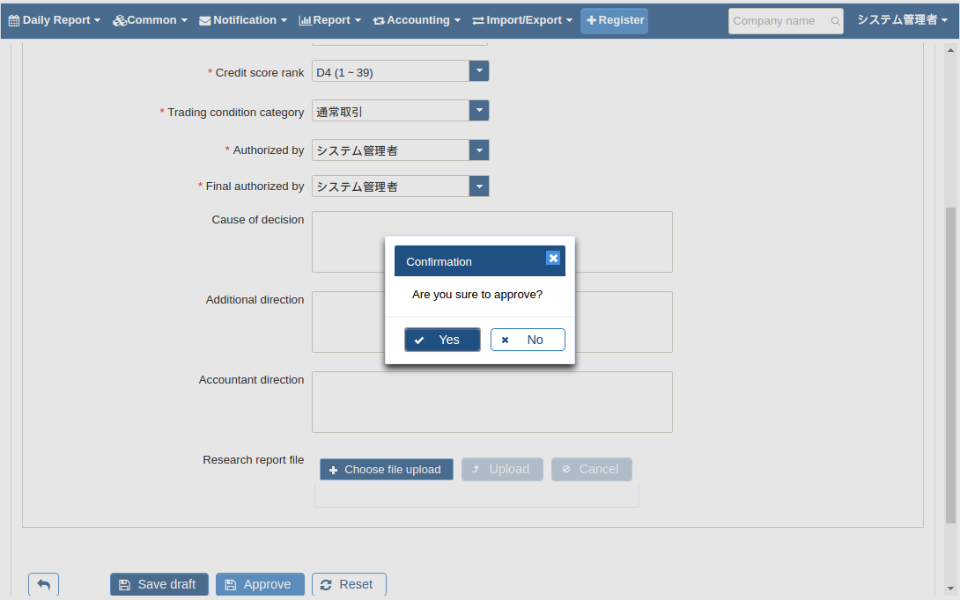 Daily Report Common Notification Report Accounting Import/Export Register Company name システム管理者
* Credit score rank D4 (1 ~ 39)
* Trading condition category 通常取引
* Authorized by システム管理者
* Final authorized by システム管理者
Cause of decision
Confirmation
Are you sure to approve?
Yes No
Additional direction
Accountant direction
Research report file Choose file upload Upload Cancel
Save draft Approve Reset